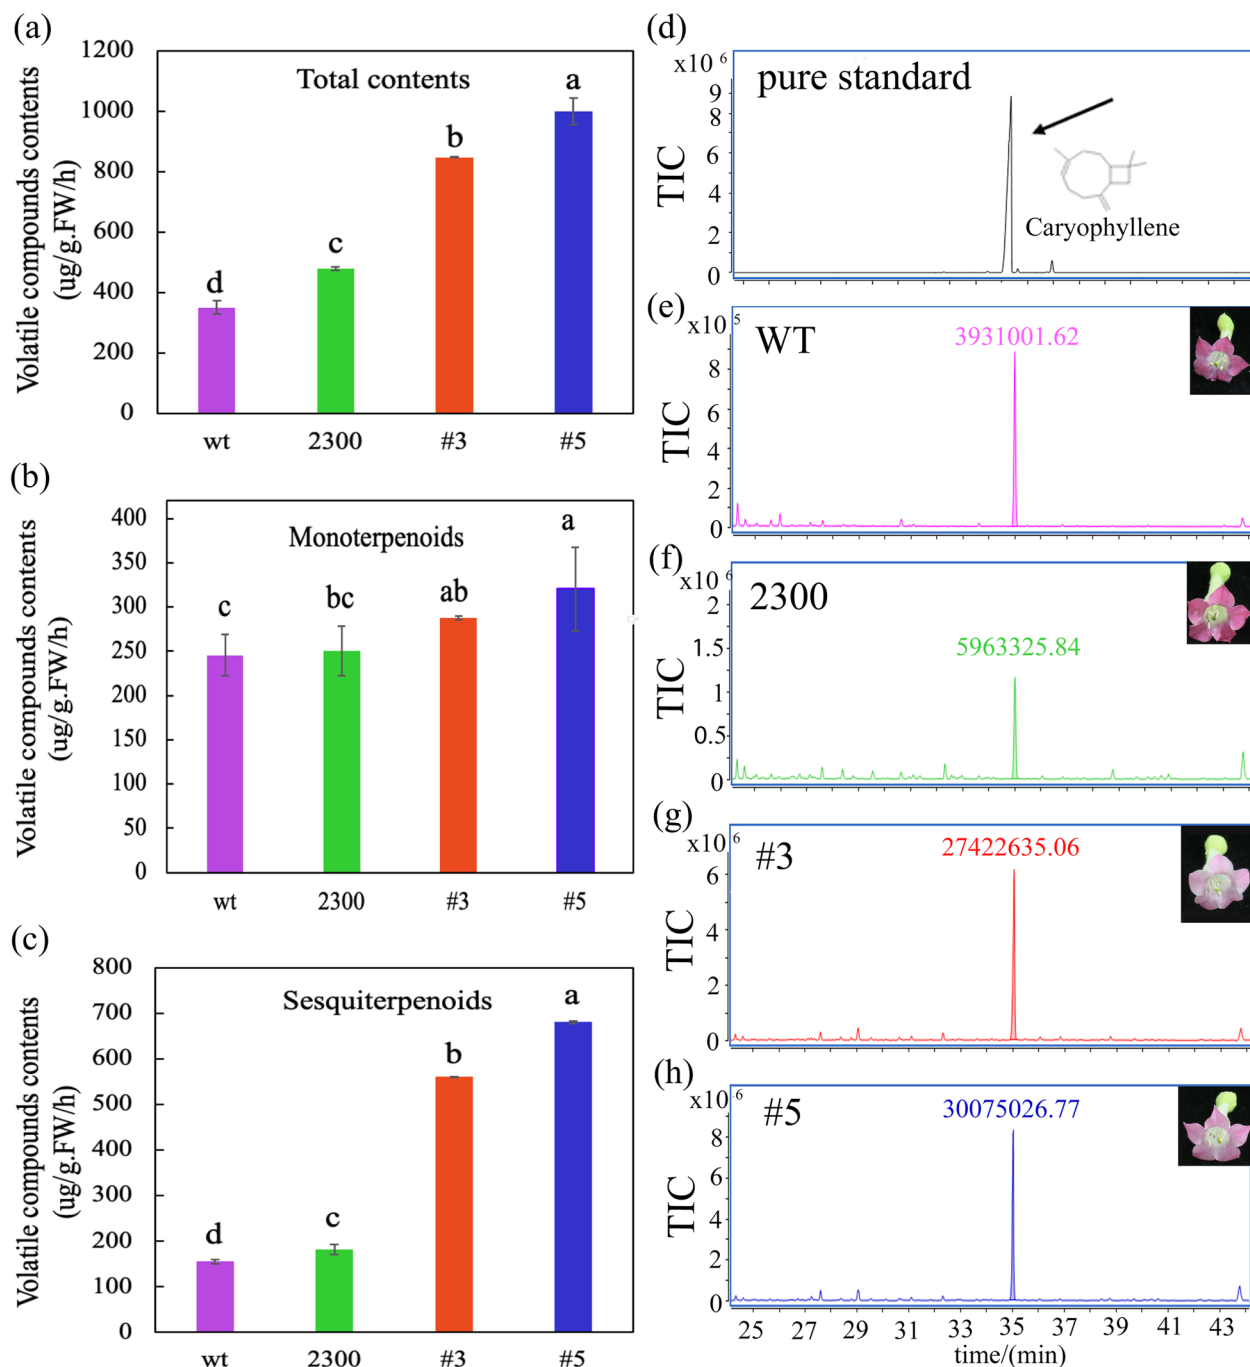 (a)
Volatile compounds contents
(ug/g.FW/h)
1200
1000
800
600
400
200
0
Total contents
d
c
b
a
wt 2300 #3 #5
(b)
Volatile compounds contents
(ug/g.FW/h)
400
350
300
250
200
150
100
50
0
Monoterpenoids
c
bc
ab
a
wt 2300 #3 #5
(c)
Volatile compounds contents
(ug/g.FW/h)
800
700
600
500
400
300
200
100
0
Sesquiterpenoids
d
c
b
a
wt 2300 #3 #5
(d)
x10 6
pure standard
TIC
9
8
6
4
2
0
Caryophyllene
(e)
x10 5
WT
3931001.62
TIC
8
6
4
2
0
(f)
x10 6
2300
5963325.84
TIC
2
1.5
1
0.5
0
(g)
x10 6
#3
27422635.06
TIC
6
4
2
0
(h)
x10 6
#5
30075026.77
TIC
8
6
4
2
0
25 27 29 31 33 35 37 39 41 43
time/(min)